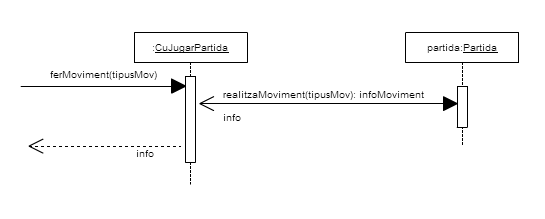 :CuJugarPartida
partida:Partida
ferMoviment(tipusMov)
realitzaMoviment(tipusMov): infoMoviment
info
info